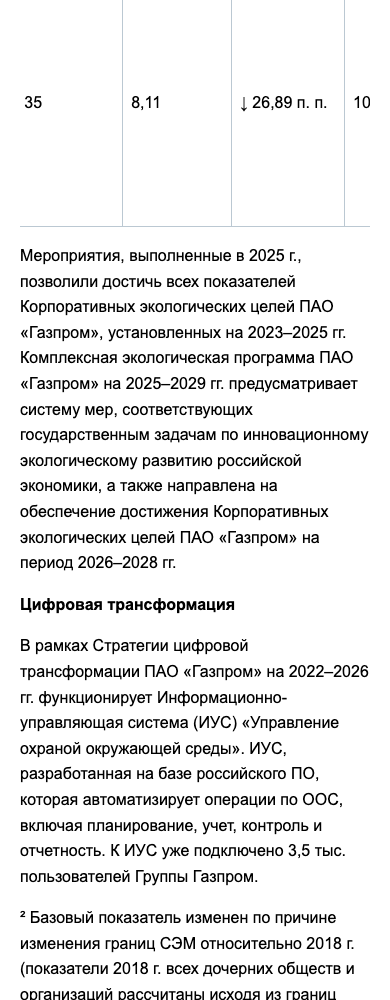 35 8,11 ↓ 26,89 п. п. 10
Мероприятия, выполненные в 2025 г.,
позволили достичь всех показателей
Корпоративных экологических целей ПАО
«Газпром», установленных на 2023–2025 гг.
Комплексная экологическая программа ПАО
«Газпром» на 2025–2029 гг. предусматривает
систему мер, соответствующих
государственным задачам по инновационному
экологическому развитию российской
экономики, а также направлена на
обеспечение достижения Корпоративных
экологических целей ПАО «Газпром» на
период 2026–2028 гг.
Цифровая трансформация
В рамках Стратегии цифровой
трансформации ПАО «Газпром» на 2022–2026
гг. функционирует Информационно-
управляющая система (ИУС) «Управление
охраной окружающей среды». ИУС,
разработанная на базе российского ПО,
которая автоматизирует операции по ООС,
включая планирование, учет, контроль и
отчетность. К ИУС уже подключено 3,5 тыс.
пользователей Группы Газпром.
² Базовый показатель изменен по причине
изменения границ СЭМ относительно 2018 г.
(показатели 2018 г. всех дочерних обществ и
организаций рассчитаны исходя из границ